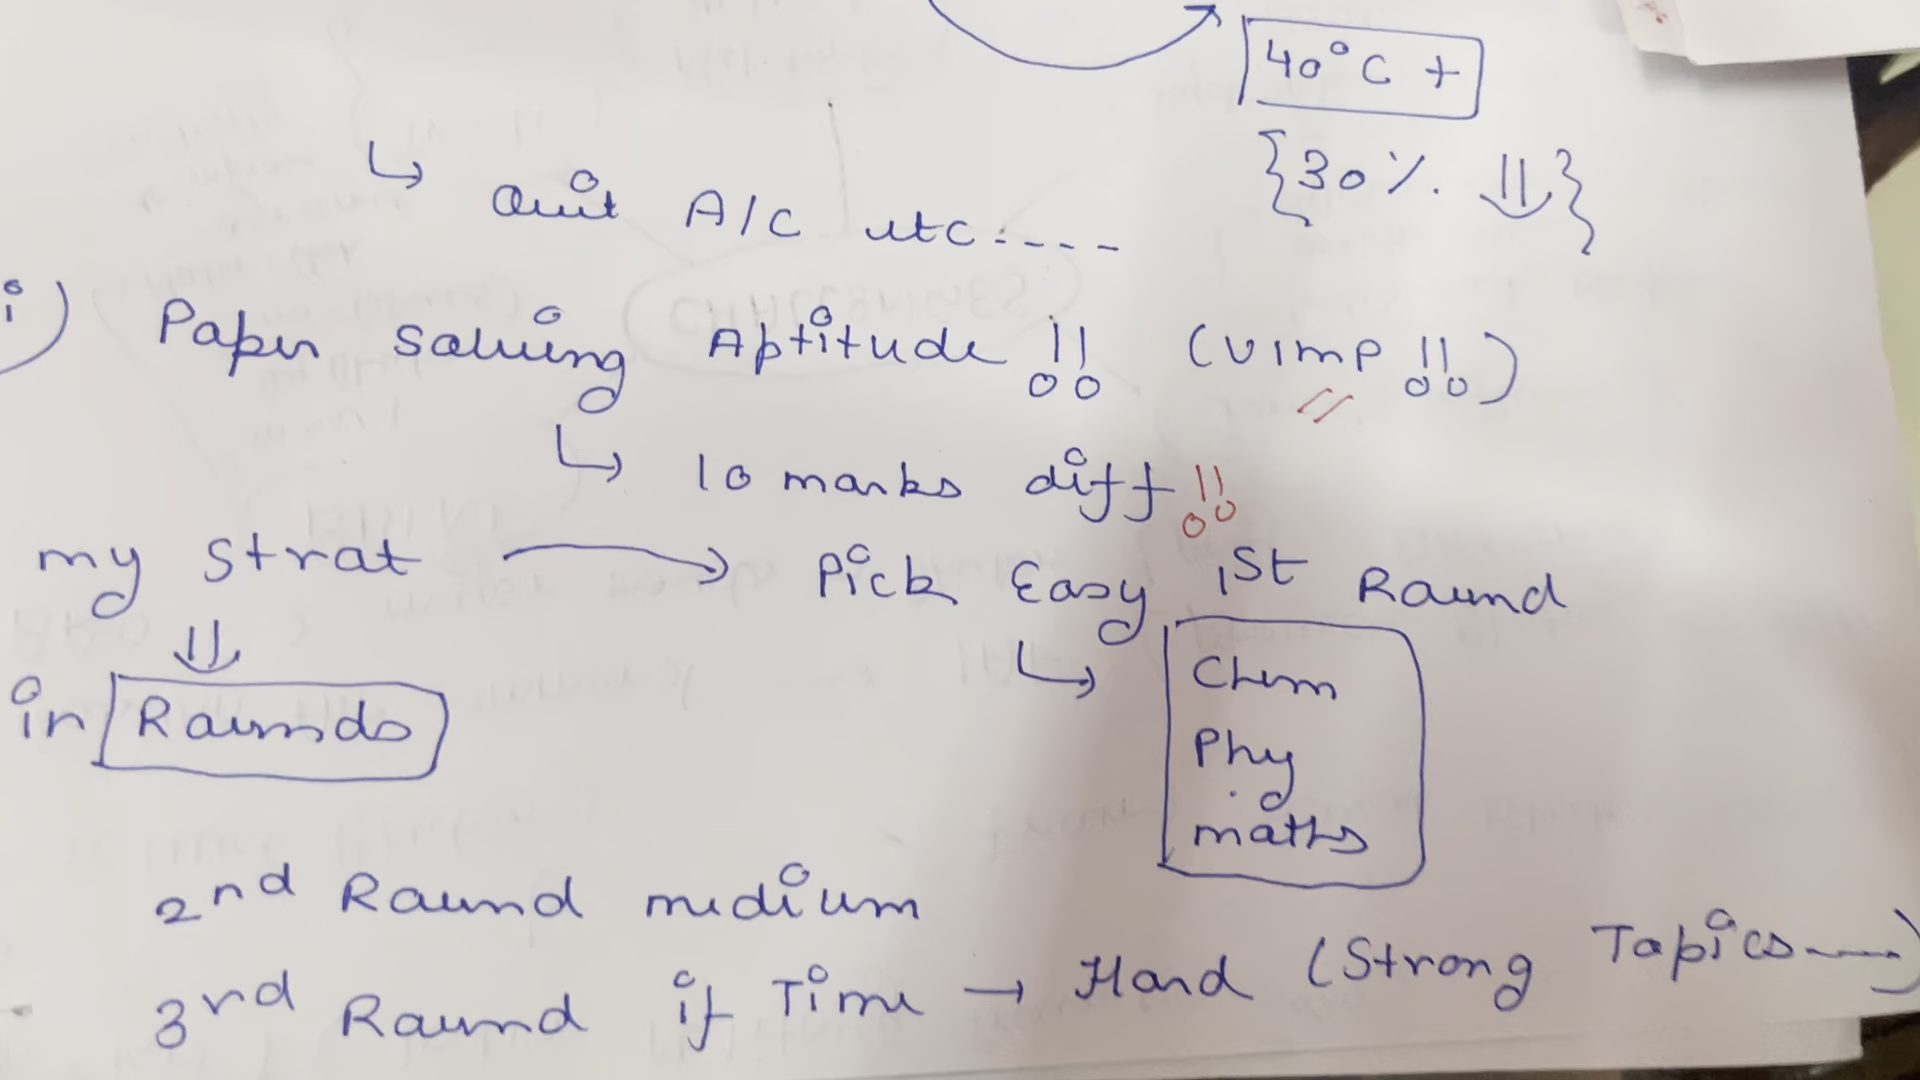 40°C +
{30% ⇓}
↳ Quit A/C etc.----
i) Paper Solving Aptitude !! (V imp !!)
↳ 10 marks diff !!
my strat → Pick Easy 1st Round
⇓
in Rounds
↳ Chem
Phy
maths
2nd Round medium
3rd Round if Time → Hard (Strong Topics---)